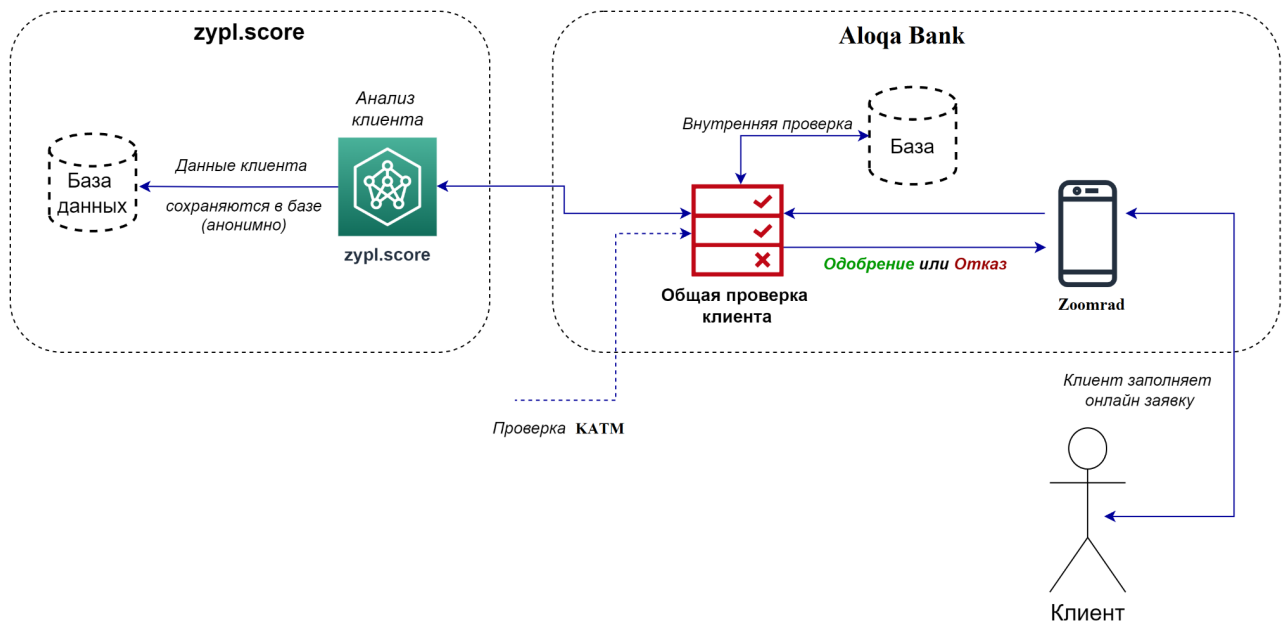 zypl.score
Aloqa Bank
Анализ
клиента
Внутренняя проверка
База
Данные клиента
База
данных
сохраняются в базе
(анонимно)
zypl.score
Одобрение или Отказ
Общая проверка
клиента
Zoomrad
Клиент заполняет
онлайн заявку
Проверка KATM
Клиент